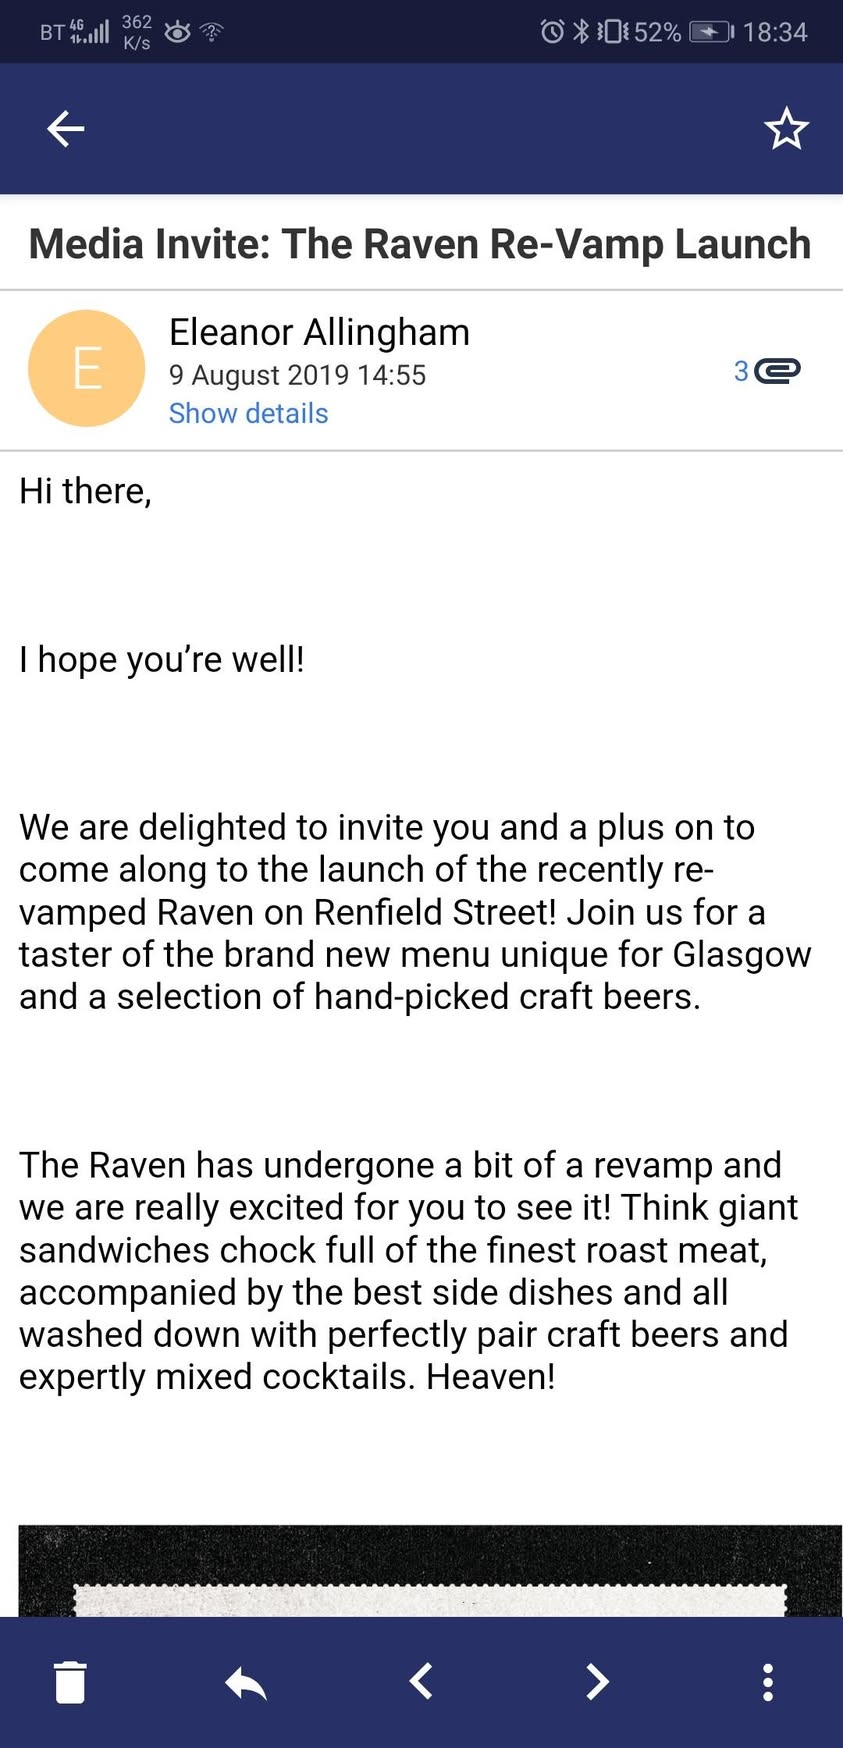 BT 4G 362 K/s 52% 18:34
Media Invite: The Raven Re-Vamp Launch
E
Eleanor Allingham
9 August 2019 14:55
3
Show details
Hi there,
I hope you’re well!
We are delighted to invite you and a plus on to
come along to the launch of the recently re-
vamped Raven on Renfield Street! Join us for a
taster of the brand new menu unique for Glasgow
and a selection of hand-picked craft beers.
The Raven has undergone a bit of a revamp and
we are really excited for you to see it! Think giant
sandwiches chock full of the finest roast meat,
accompanied by the best side dishes and all
washed down with perfectly pair craft beers and
expertly mixed cocktails. Heaven!